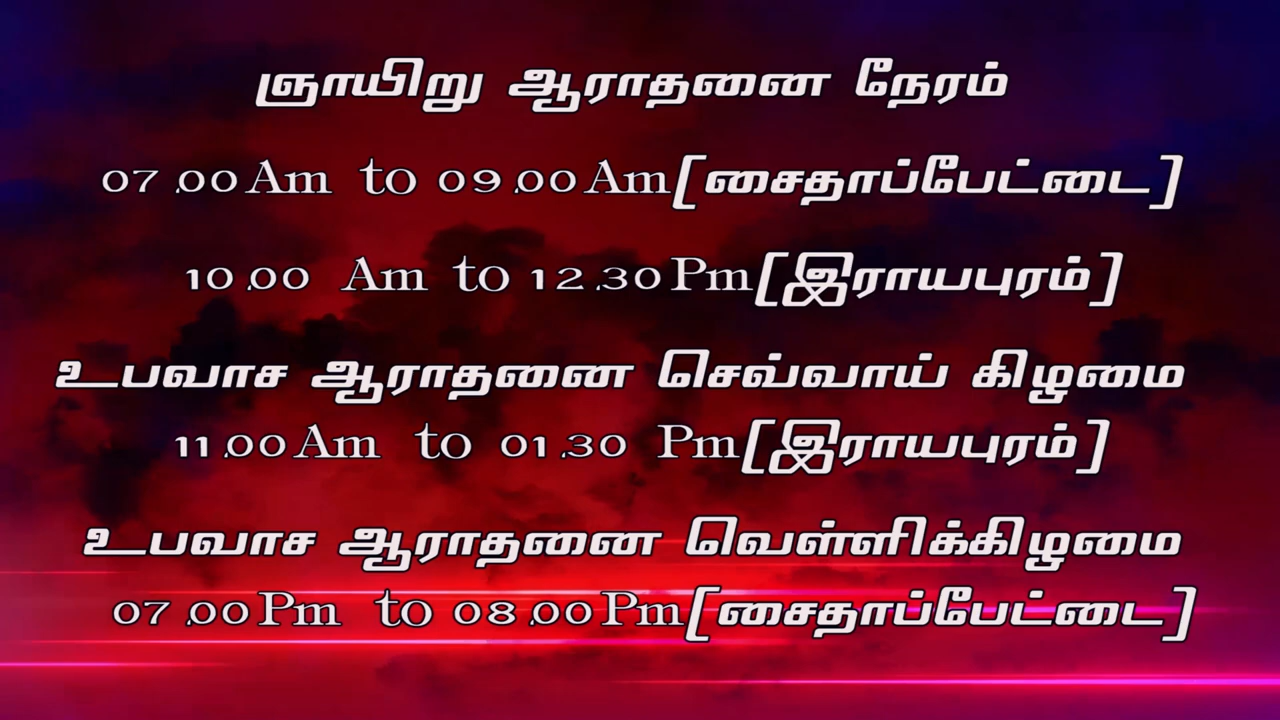 ஞாயிறு ஆராதனை நேரம்
07.00Am to 09.00Am[சைதாப்பேட்டை]
10.00 Am to 12.30Pm[இராயபுரம்]
உபவாச ஆராதனை செவ்வாய் கிழமை
11.00Am to 01.30 Pm[இராயபுரம்]
உபவாச ஆராதனை வெள்ளிக்கிழமை
07.00Pm to 08.00Pm[சைதாப்பேட்டை]